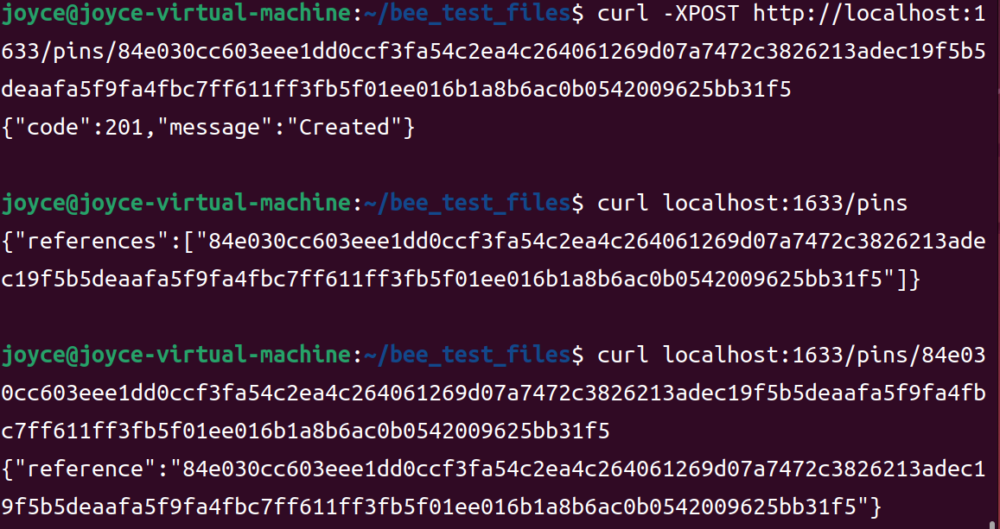 joyce@joyce-virtual-machine:~/bee_test_files$ curl -XPOST http://localhost:1
633/pins/84e030cc603eee1dd0ccf3fa54c2ea4c264061269d07a7472c3826213adec19f5b5
deaafa5f9fa4fbc7ff611ff3fb5f01ee016b1a8b6ac0b0542009625bb31f5
{"code":201,"message":"Created"}
joyce@joyce-virtual-machine:~/bee_test_files$ curl localhost:1633/pins
{"references":["84e030cc603eee1dd0ccf3fa54c2ea4c264061269d07a7472c3826213ade
c19f5b5deaafa5f9fa4fbc7ff611ff3fb5f01ee016b1a8b6ac0b0542009625bb31f5"]}
joyce@joyce-virtual-machine:~/bee_test_files$ curl localhost:1633/pins/84e03
0cc603eee1dd0ccf3fa54c2ea4c264061269d07a7472c3826213adec19f5b5deaafa5f9fa4fb
c7ff611ff3fb5f01ee016b1a8b6ac0b0542009625bb31f5
{"reference":"84e030cc603eee1dd0ccf3fa54c2ea4c264061269d07a7472c3826213adec1
9f5b5deaafa5f9fa4fbc7ff611ff3fb5f01ee016b1a8b6ac0b0542009625bb31f5"}